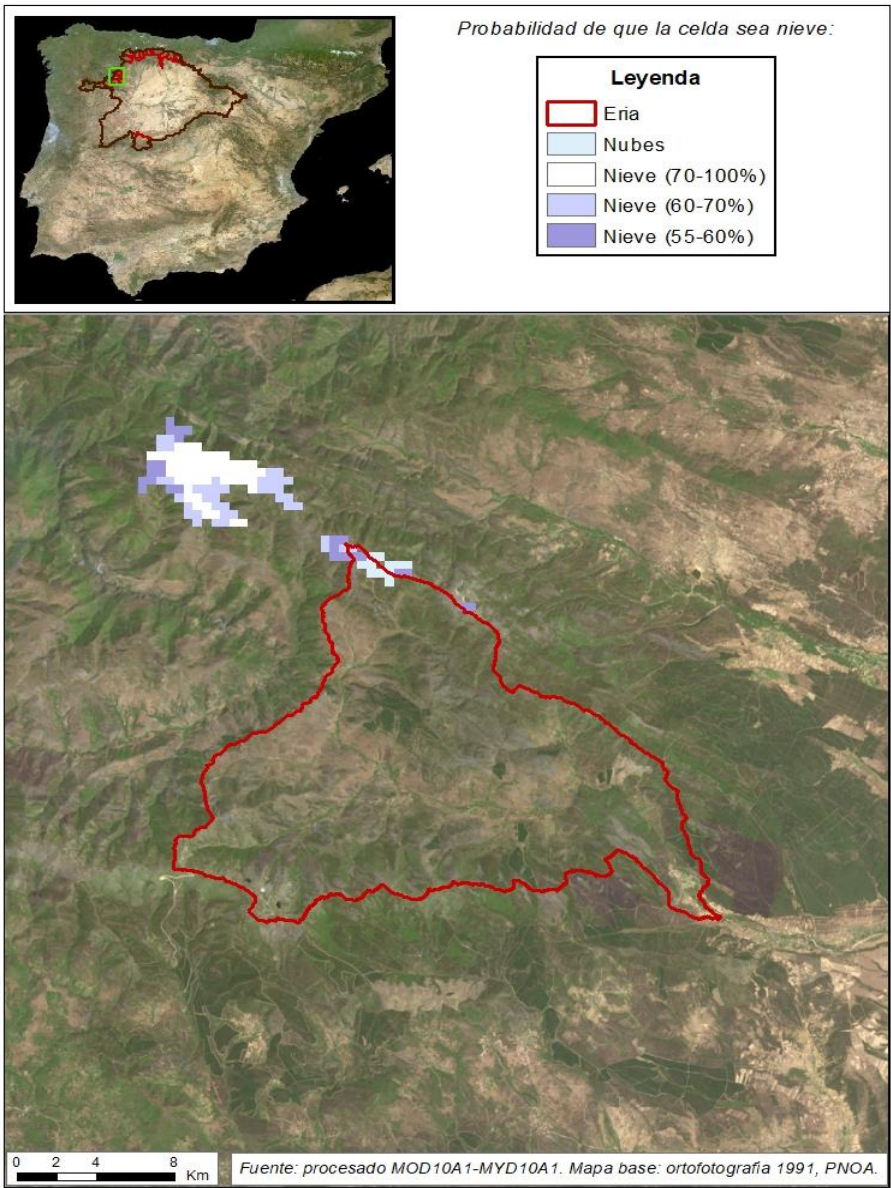 Probabilidad de que la celda sea nieve:
Leyenda
Eria
Nubes
Nieve (70-100%)
Nieve (60-70%)
Nieve (55-60%)
0 2 4 8
Km
Fuente: procesado MOD10A1-MYD10A1. Mapa base: ortofotografía 1991, PNOA.